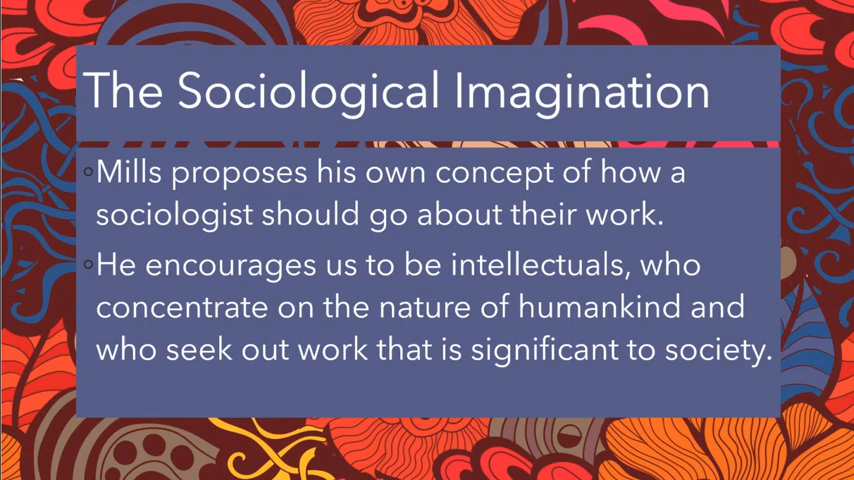 The Sociological Imagination
◦Mills proposes his own concept of how a
sociologist should go about their work.
◦He encourages us to be intellectuals, who
concentrate on the nature of humankind and
who seek out work that is significant to society.